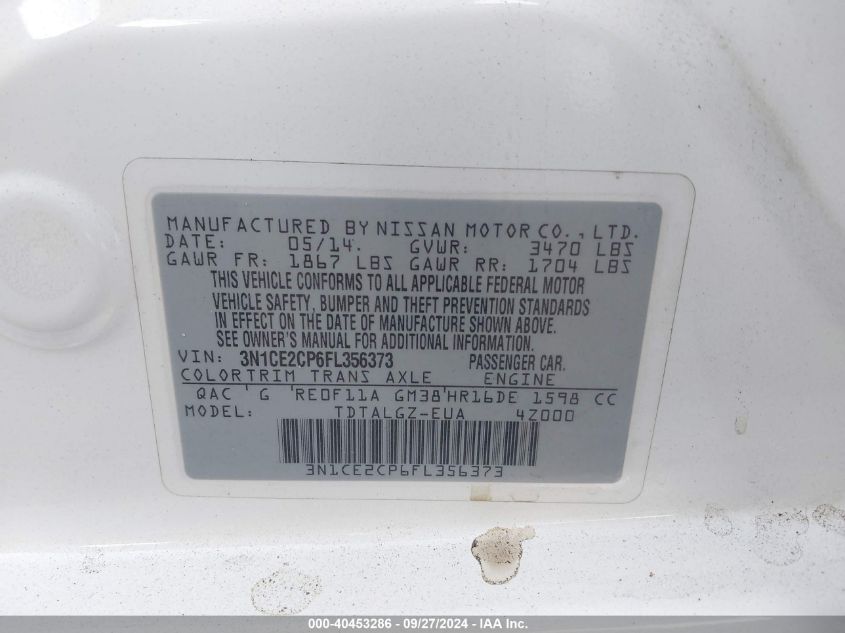 MANUFACTURED BY NISSAN MOTOR CO., LTD.
DATE: 05/14. GVWR: 3470 LBS
GAWR FR: 1867 LBS GAWR RR: 1704 LBS
THIS VEHICLE CONFORMS TO ALL APPLICABLE FEDERAL MOTOR
VEHICLE SAFETY, BUMPER AND THEFT PREVENTION STANDARDS
IN EFFECT ON THE DATE OF MANUFACTURE SHOWN ABOVE.
SEE OWNER'S MANUAL FOR ADDITIONAL INFORMATION.
VIN: 3N1CE2CP6FL356373 PASSENGER CAR.
COLORTRIM TRANS AXLE ENGINE
QAC ' G 'RE0F11A GM38'HR16DE 1598 CC
MODEL: TDTALGZ-EUA 4Z000
3N1CE2CP6FL356373
000-40453286 - 09/27/2024 - IAA Inc.